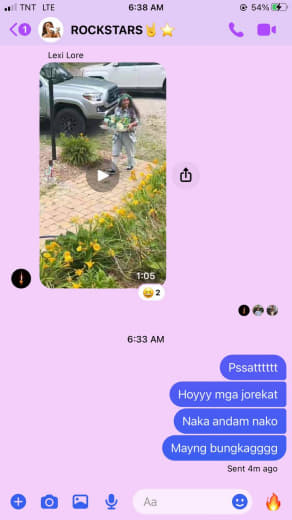 TNT LTE 6:38 AM 54%
1 ROCKSTARS🤘⭐
Lexi Lore
1:05
😆 2
6:33 AM
Pssatttttt
Hoyyy mga jorekat
Naka andam nako
Mayng bungkagggg
Sent 4m ago
Aa